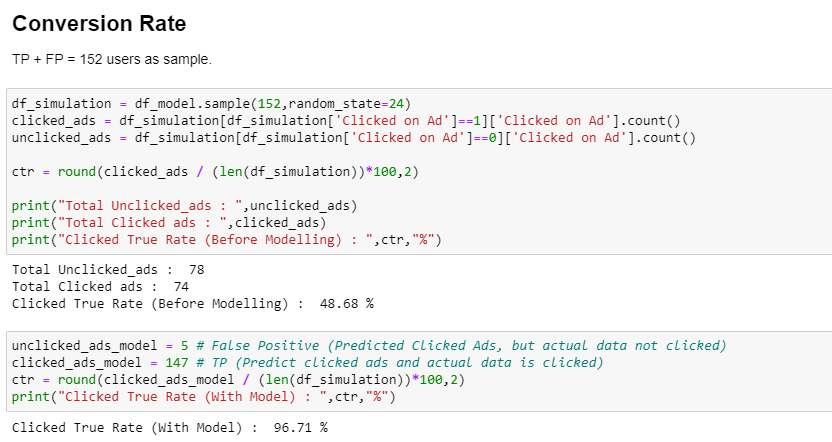 Conversion Rate
TP + FP = 152 users as sample.
df_simulation = df_model.sample(152,random_state=24)
clicked_ads = df_simulation[df_simulation['Clicked on Ad']==1]['Clicked on Ad'].count()
unclicked_ads = df_simulation[df_simulation['Clicked on Ad']==0]['Clicked on Ad'].count()
ctr = round(clicked_ads / (len(df_simulation))*100,2)
print("Total Unclicked_ads : ",unclicked_ads)
print("Total Clicked ads : ",clicked_ads)
print("Clicked True Rate (Before Modelling) : ",ctr,"%")
Total Unclicked_ads :  78
Total Clicked ads :  74
Clicked True Rate (Before Modelling) :  48.68 %
unclicked_ads_model = 5 # False Positive (Predicted Clicked Ads, but actual data not clicked)
clicked_ads_model = 147 # TP (Predict clicked ads and actual data is clicked)
ctr = round(clicked_ads_model / (len(df_simulation))*100,2)
print("Clicked True Rate (With Model) : ",ctr,"%")
Clicked True Rate (With Model) :  96.71 %